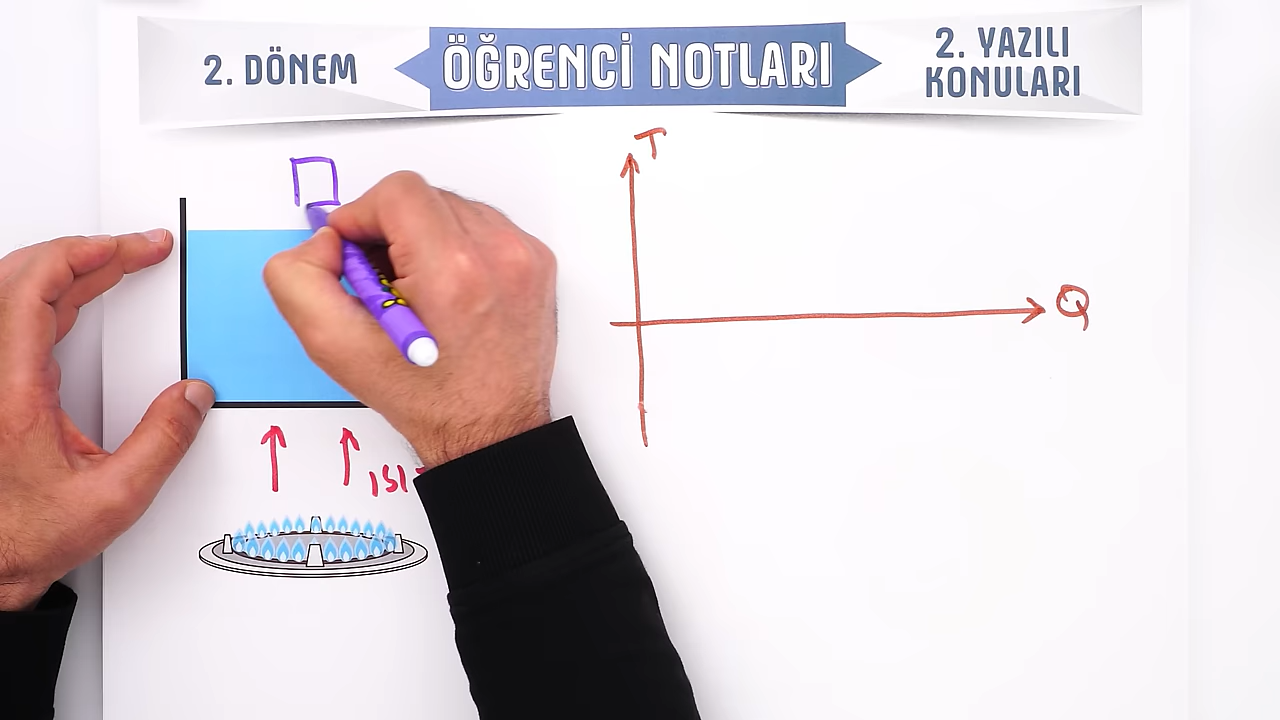 2. DÖNEM
ÖĞRENCİ NOTLARI
2. YAZILI
KONULARI
T
Q